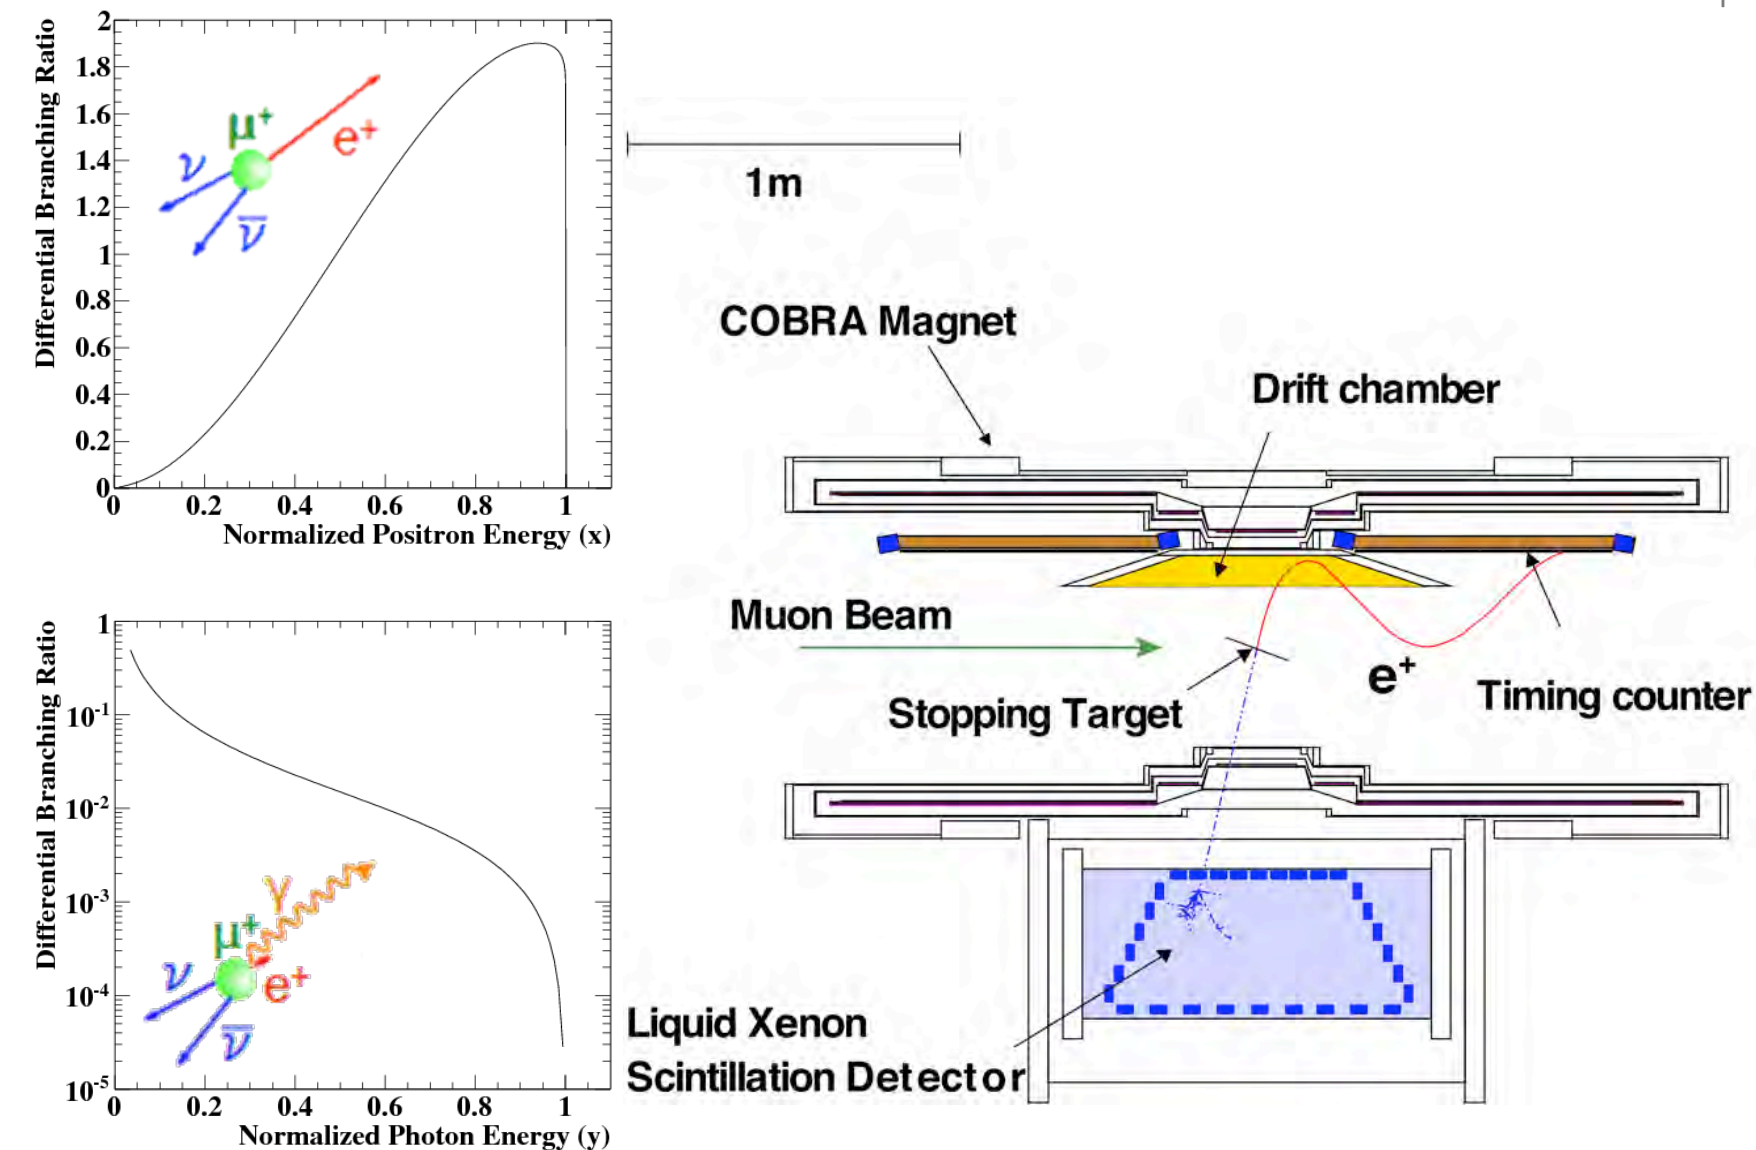 Differential Branching Ratio
2
1.8
1.6
1.4
1.2
1
0.8
0.6
0.4
0.2
0
0 0.2 0.4 0.6 0.8 1
Normalized Positron Energy (x)
μ+
e+
ν
ν̅
Differential Branching Ratio
1
10-1
10-2
10-3
10-4
10-5
0 0.2 0.4 0.6 0.8 1
Normalized Photon Energy (y)
γ
μ+
ν
e+
ν̅
1m
COBRA Magnet
Drift chamber
Muon Beam
e+
Stopping Target
Timing counter
Liquid Xenon
Scintillation Detector